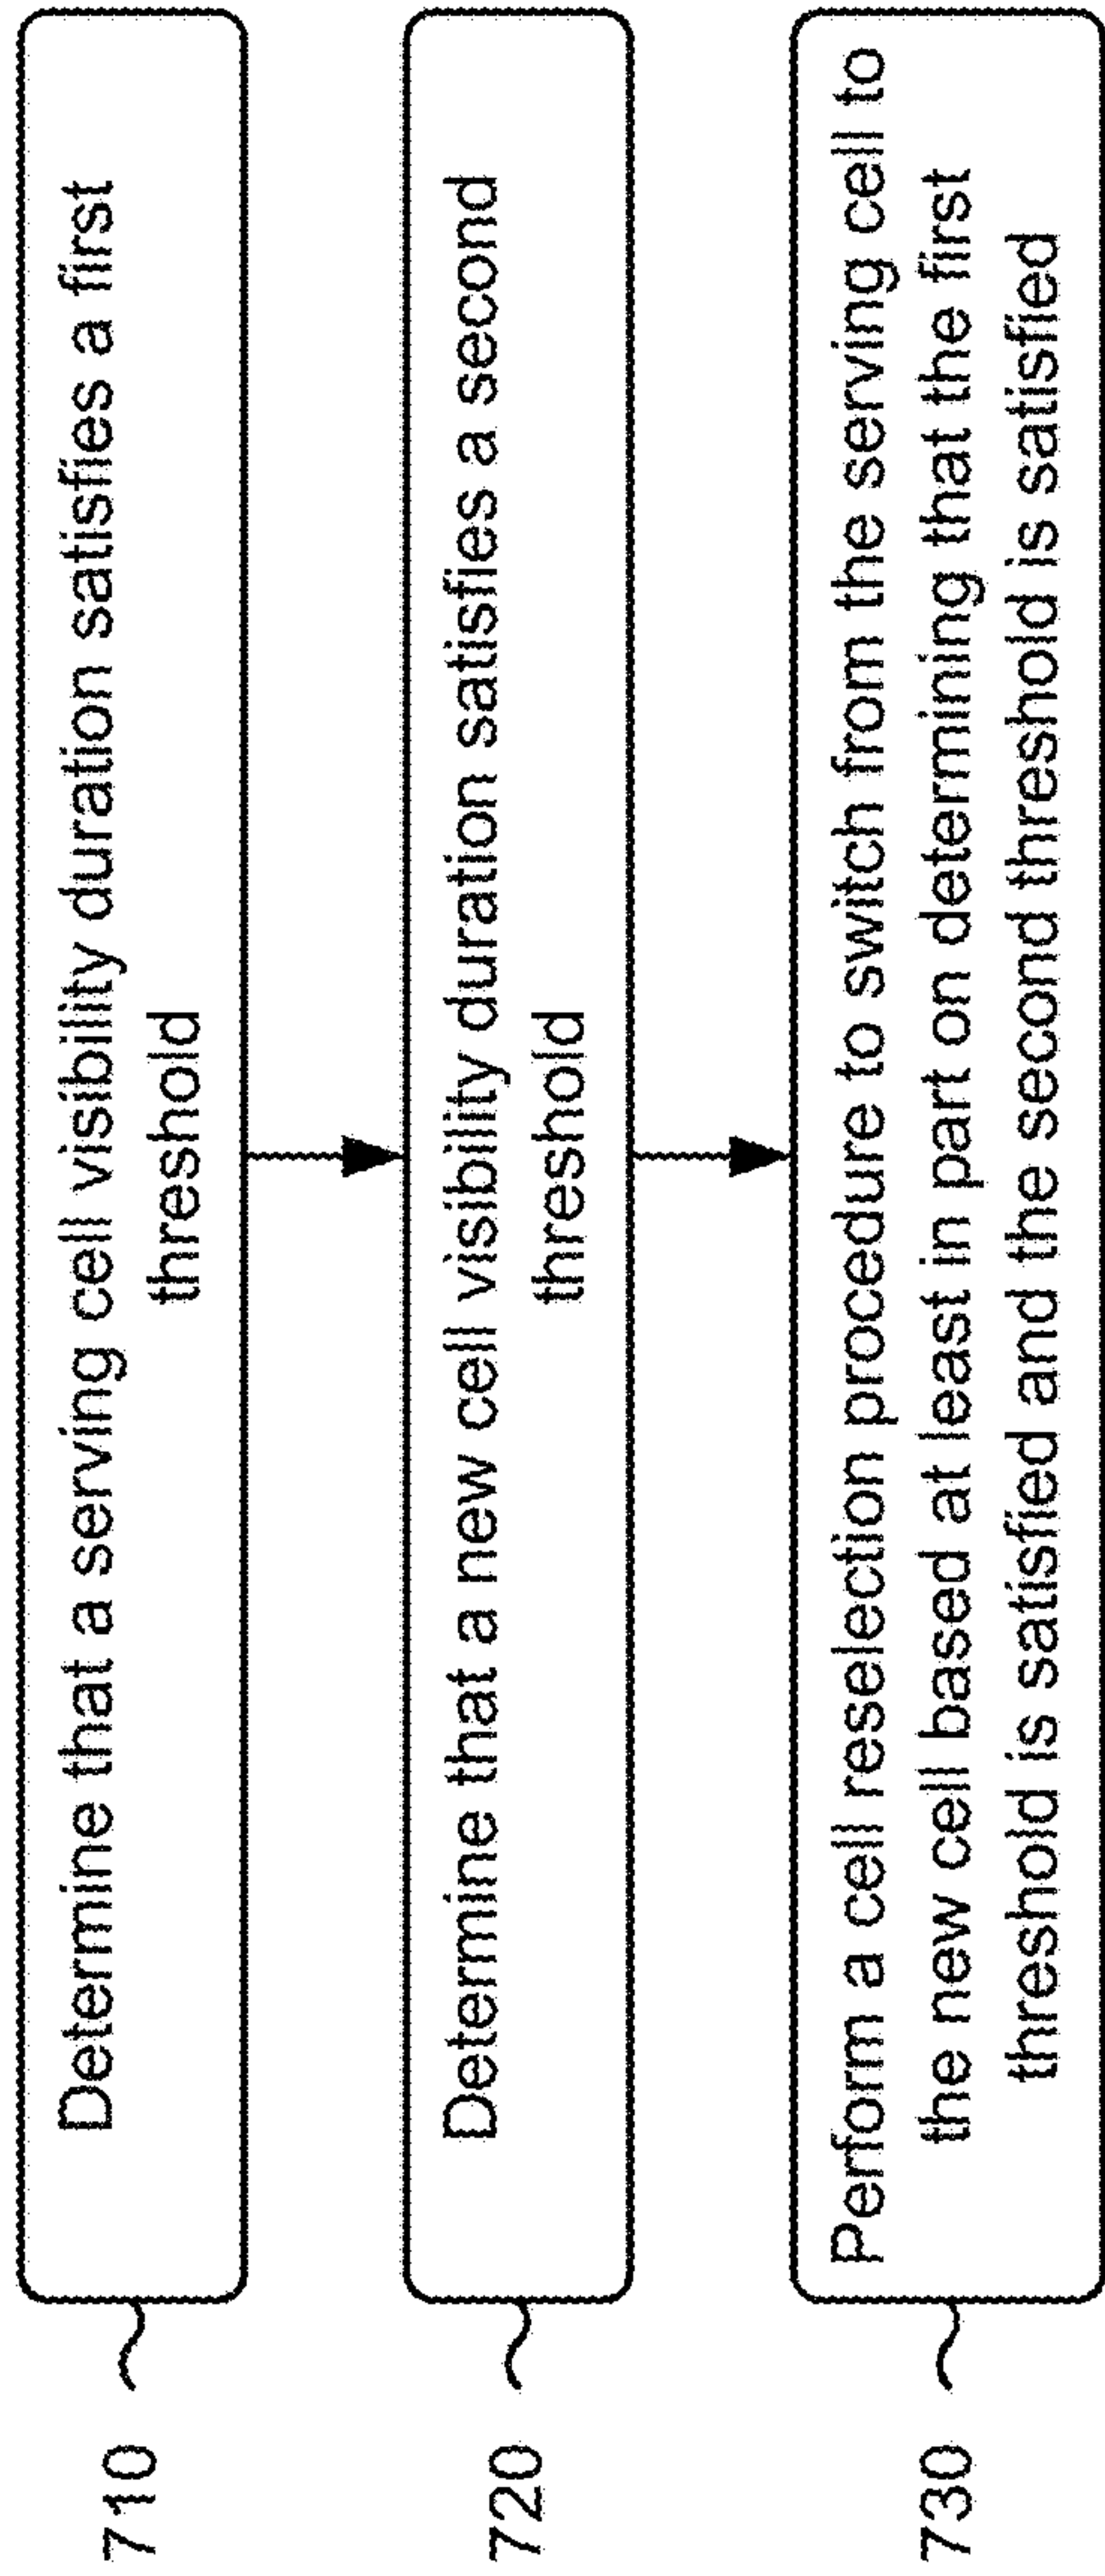 710
Determine that a serving cell visibility duration satisfies a first
threshold
720
Determine that a new cell visibility duration satisfies a second
threshold
730
Perform a cell reselection procedure to switch from the serving cell to
the new cell based at least in part on determining that the first
threshold is satisfied and the second threshold is satisfied